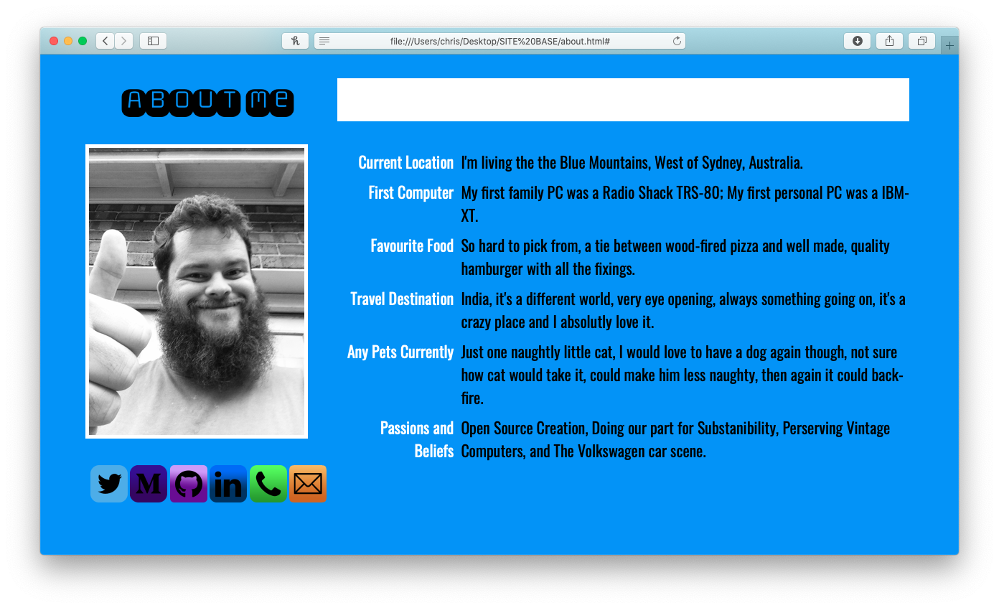 file:///Users/chris/Desktop/SITE%20BASE/about.html#
ABOUT Me
Current Location I'm living the the Blue Mountains, West of Sydney, Australia.
First Computer My first family PC was a Radio Shack TRS-80; My first personal PC was a IBM-
XT.
Favourite Food So hard to pick from, a tie between wood-fired pizza and well made, quality
hamburger with all the fixings.
Travel Destination India, it's a different world, very eye opening, always something going on, it's a
crazy place and I absolutly love it.
Any Pets Currently Just one naughtly little cat, I would love to have a dog again though, not sure
how cat would take it, could make him less naughty, then again it could back-
fire.
Passions and Open Source Creation, Doing our part for Substanibility, Perserving Vintage
Beliefs Computers, and The Volkswagen car scene.
M in